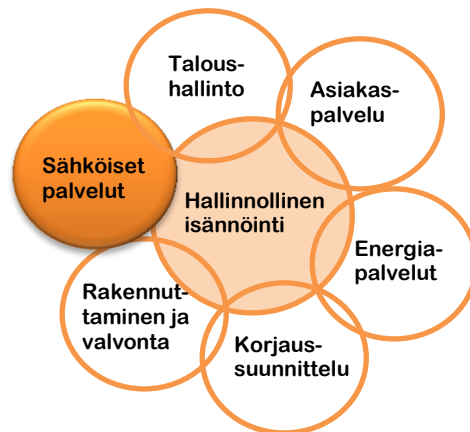 Talous-
hallinto
Asiakas-
palvelu
Sähköiset
palvelut
Hallinnollinen
isännöinti
Energia-
palvelut
Rakennut-
taminen ja
valvonta
Korjaus-
suunnittelu